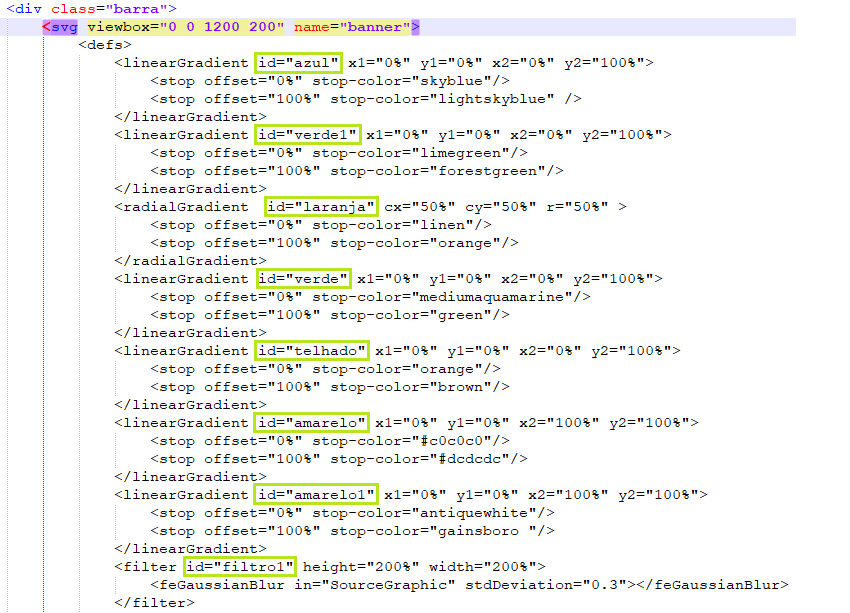 <div class="barra">
<svg viewbox="0 0 1200 200" name="banner">
<defs>
<linearGradient id="azul" x1="0%" y1="0%" x2="0%" y2="100%">
<stop offset="0%" stop-color="skyblue"/>
<stop offset="100%" stop-color="lightskyblue" />
</linearGradient>
<linearGradient id="verde1" x1="0%" y1="0%" x2="0%" y2="100%">
<stop offset="0%" stop-color="limegreen"/>
<stop offset="100%" stop-color="forestgreen"/>
</linearGradient>
<radialGradient  id="laranja" cx="50%" cy="50%" r="50%" >
<stop offset="0%" stop-color="linen"/>
<stop offset="100%" stop-color="orange"/>
</radialGradient>
<linearGradient id="verde" x1="0%" y1="0%" x2="0%" y2="100%">
<stop offset="0%" stop-color="mediumaquamarine"/>
<stop offset="100%" stop-color="green"/>
</linearGradient>
<linearGradient id="telhado" x1="0%" y1="0%" x2="0%" y2="100%">
<stop offset="0%" stop-color="orange"/>
<stop offset="100%" stop-color="brown"/>
</linearGradient>
<linearGradient id="amarelo" x1="0%" y1="0%" x2="100%" y2="100%">
<stop offset="0%" stop-color="#c0c0c0"/>
<stop offset="100%" stop-color="#dcdcdc"/>
</linearGradient>
<linearGradient id="amarelo1" x1="0%" y1="0%" x2="100%" y2="100%">
<stop offset="0%" stop-color="antiquewhite"/>
<stop offset="100%" stop-color="gainsboro "/>
</linearGradient>
<filter id="filtro1" height="200%" width="200%">
<feGaussianBlur in="SourceGraphic" stdDeviation="0.3"></feGaussianBlur>
</filter>